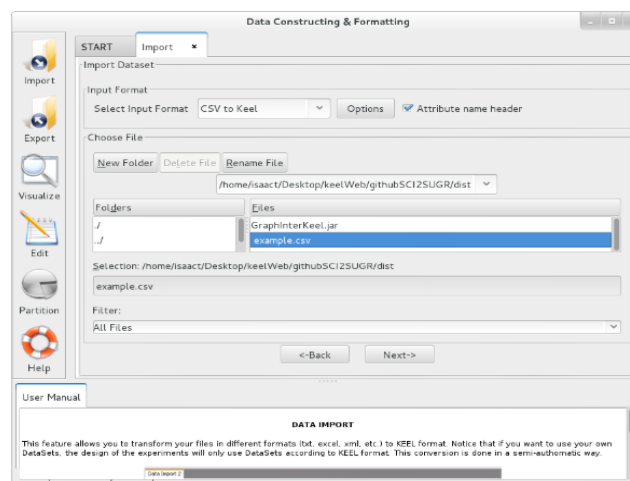 Data Constructing & Formatting
START
Import ×
Import Dataset
Input Format
Select Input Format CSV to Keel Options Attribute name header
Choose File
New Folder Delete File Rename File
/home/isaact/Desktop/keelWeb/githubSCI2SUGR/dist
Folders Files
./ GraphInterKeel.jar
../ example.csv
Selection: /home/isaact/Desktop/keelWeb/githubSCI2SUGR/dist
example.csv
Filter:
All Files
<-Back Next->
Import
Export
Visualize
Edit
Partition
Help
User Manual
DATA IMPORT
This feature allows you to transform your files in different formats (txt, excel, xml, etc.) to KEEL format. Notice that if you want to use your own
DataSets, the design of the experiments will only use DataSets according to KEEL format. This conversion is done in a semi-authomatic way.
Data Import 2